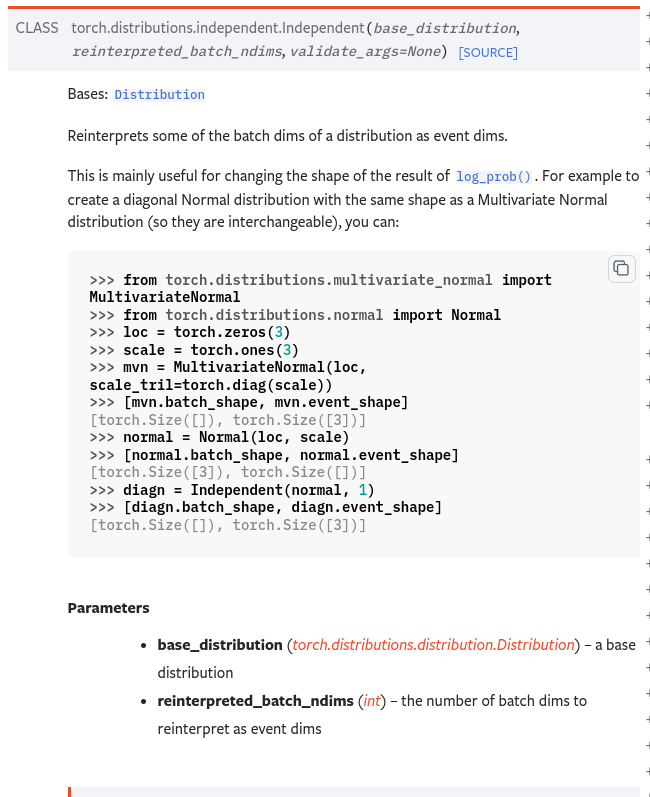 CLASS torch.distributions.independent.Independent(base_distribution,
reinterpreted_batch_ndims, validate_args=None) [SOURCE]
Bases: Distribution
Reinterprets some of the batch dims of a distribution as event dims.
This is mainly useful for changing the shape of the result of log_prob(). For example to
create a diagonal Normal distribution with the same shape as a Multivariate Normal
distribution (so they are interchangeable), you can:
>>> from torch.distributions.multivariate_normal import
MultivariateNormal
>>> from torch.distributions.normal import Normal
>>> loc = torch.zeros(3)
>>> scale = torch.ones(3)
>>> mvn = MultivariateNormal(loc,
scale_tril=torch.diag(scale))
>>> [mvn.batch_shape, mvn.event_shape]
[torch.Size([]), torch.Size([3])]
>>> normal = Normal(loc, scale)
>>> [normal.batch_shape, normal.event_shape]
[torch.Size([3]), torch.Size([])]
>>> diagn = Independent(normal, 1)
>>> [diagn.batch_shape, diagn.event_shape]
[torch.Size([]), torch.Size([3])]
Parameters
• base_distribution (torch.distributions.distribution.Distribution) – a base
distribution
• reinterpreted_batch_ndims (int) – the number of batch dims to
reinterpret as event dims